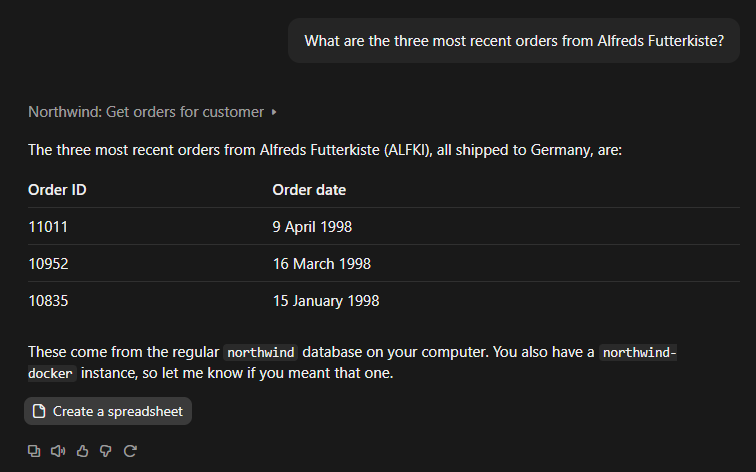 What are the three most recent orders from Alfreds Futterkiste?
Northwind: Get orders for customer
The three most recent orders from Alfreds Futterkiste (ALFKI), all shipped to Germany, are:
Order ID Order date
11011 9 April 1998
10952 16 March 1998
10835 15 January 1998
These come from the regular northwind database on your computer. You also have a northwind-
docker instance, so let me know if you meant that one.
Create a spreadsheet